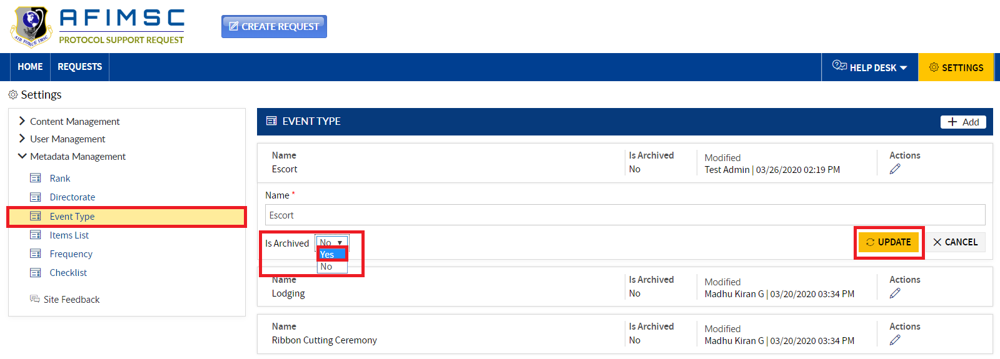 AFIMSC
PROTOCOL SUPPORT REQUEST
AIR FORCE IMSC
CREATE REQUEST
HOME REQUESTS HELP DESK SETTINGS
Settings
Content Management
User Management
Metadata Management
Rank
Directorate
Event Type
Items List
Frequency
Checklist
Site Feedback
EVENT TYPE + Add
Name Is Archived Modified Actions
Escort No Test Admin | 03/26/2020 02:19 PM
Name *
Escort
Is Archived No UPDATE CANCEL
Yes
No
Name Is Archived Modified Actions
Lodging No Madhu Kiran G | 03/20/2020 03:34 PM
Name Is Archived Modified Actions
Ribbon Cutting Ceremony No Madhu Kiran G | 03/20/2020 03:34 PM